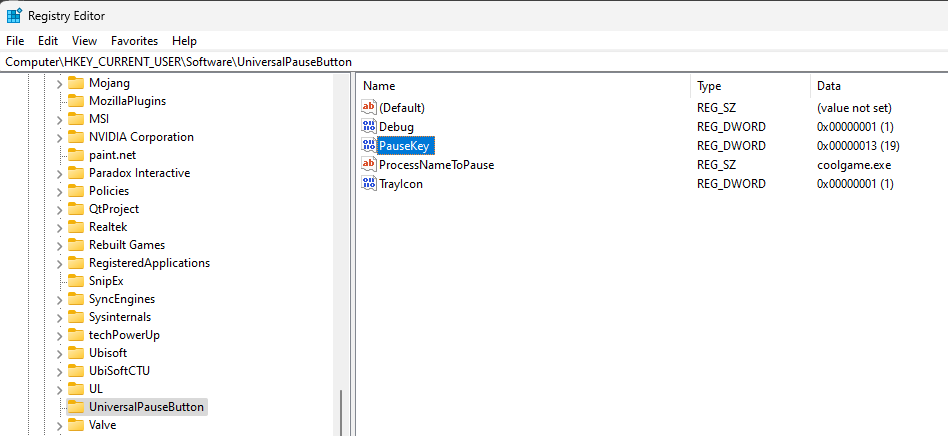 Registry Editor
File Edit View Favorites Help
Computer\HKEY_CURRENT_USER\Software\UniversalPauseButton
Mojang
MozillaPlugins
MSI
NVIDIA Corporation
paint.net
Paradox Interactive
Policies
QtProject
Realtek
Rebuilt Games
RegisteredApplications
SnipEx
SyncEngines
Sysinternals
techPowerUp
Ubisoft
UbiSoftCTU
UL
UniversalPauseButton
Valve
Name Type Data
(Default) REG_SZ (value not set)
Debug REG_DWORD 0x00000001 (1)
PauseKey REG_DWORD 0x00000013 (19)
ProcessNameToPause REG_SZ coolgame.exe
TrayIcon REG_DWORD 0x00000001 (1)